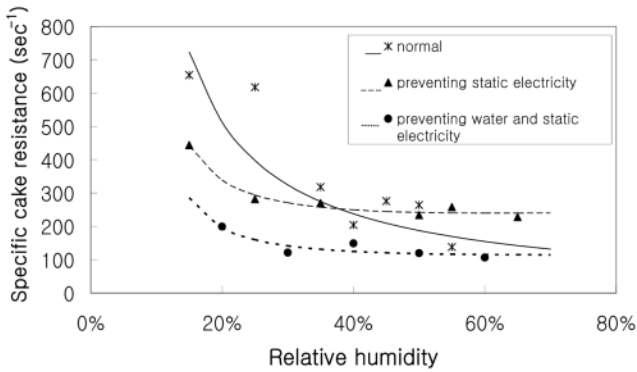 Specific cake resistance (sec⁻¹)
800
700
600
500
400
300
200
100
0
normal
preventing static electricity
preventing water and static
electricity
0%
20%
40%
60%
80%
Relative humidity